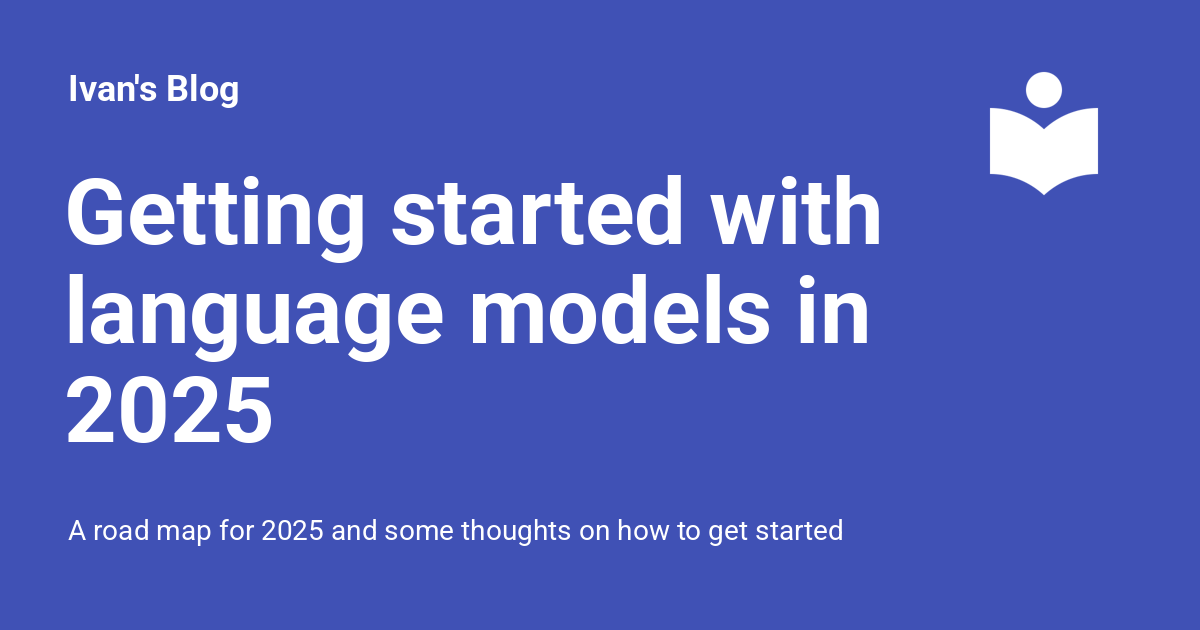 Ivan's Blog
Getting started with
language models in
2025
A road map for 2025 and some thoughts on how to get started